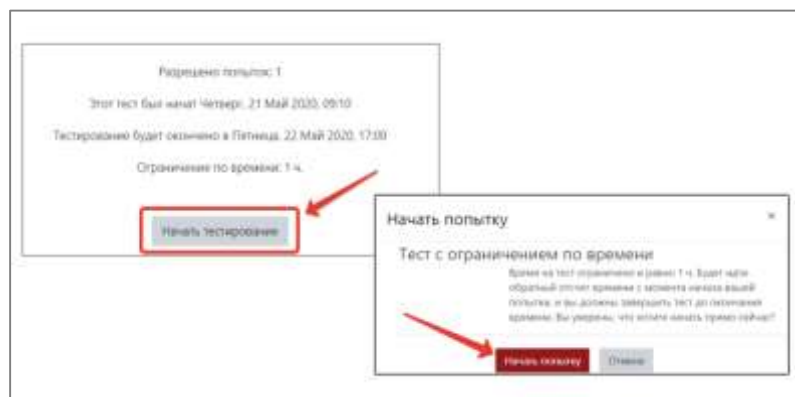 Разрешено попыток: 1
Этот тест был начат Четверг, 21 Май 2020, 09:10
Тестирование будет окончено в Пятница, 22 Май 2020, 17:00
Ограничение по времени: 1 ч.
Начать тестирование
Начать попытку
×
Тест с ограничением по времени
Время на тест ограничено и равно 1 ч. Будет идти
обратный отсчет времени с момента начала вашей
попытки, и вы должны завершить тест до окончания
времени. Вы уверены, что хотите начать прямо сейчас?
Начать попытку
Отмена